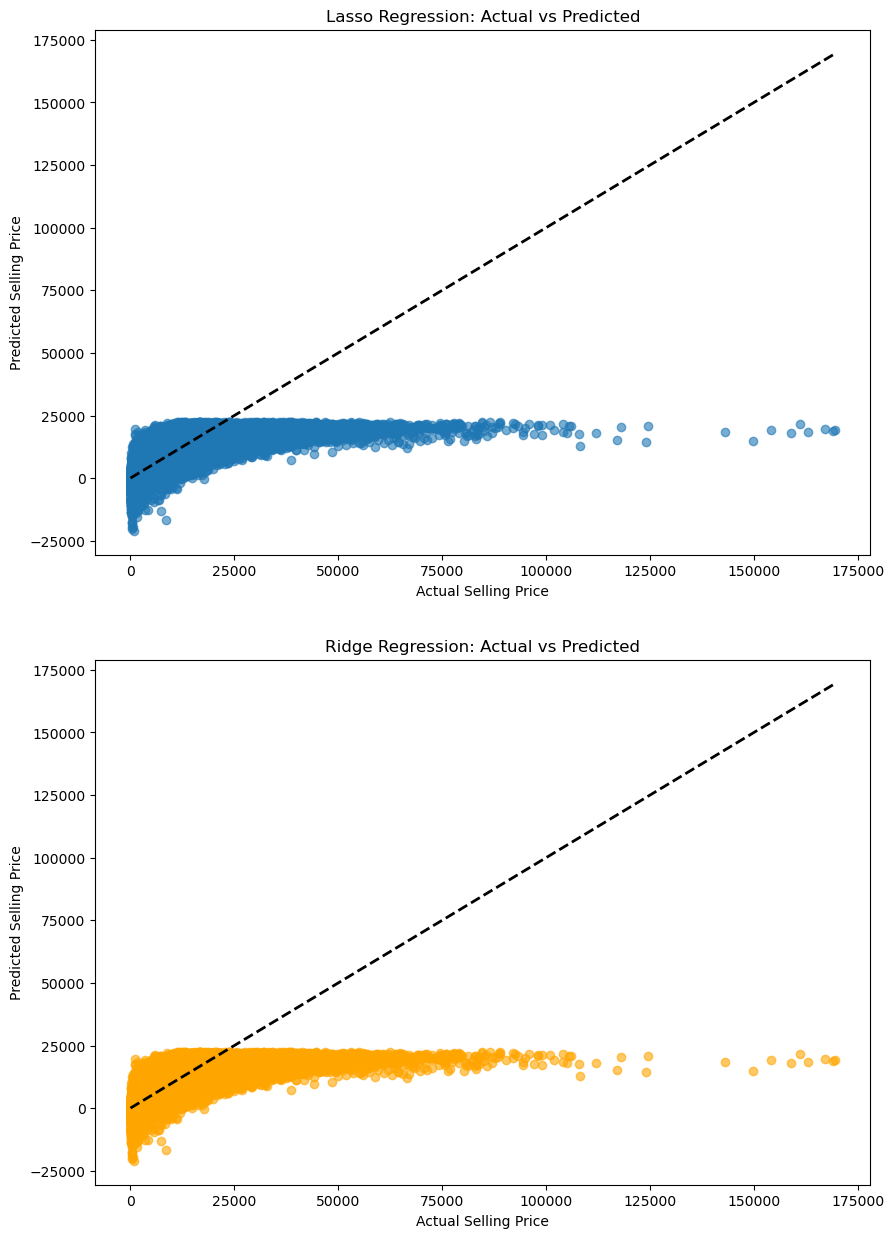 Lasso Regression: Actual vs Predicted
175000
150000
125000
100000
75000
50000
25000
0
−25000
Predicted Selling Price
0 25000 50000 75000 100000 125000 150000 175000
Actual Selling Price
Ridge Regression: Actual vs Predicted
175000
150000
125000
100000
75000
50000
25000
0
−25000
Predicted Selling Price
0 25000 50000 75000 100000 125000 150000 175000
Actual Selling Price